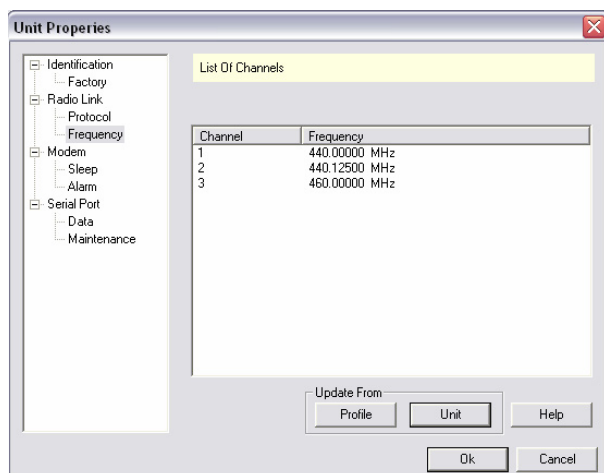 Unit Properies
Identification
Factory
Radio Link
Protocol
Frequency
Modem
Sleep
Alarm
Serial Port
Data
Maintenance
List Of Channels
Channel Frequency
1 440.00000 MHz
2 440.12500 MHz
3 460.00000 MHz
Update From
Profile Unit Help
Ok Cancel